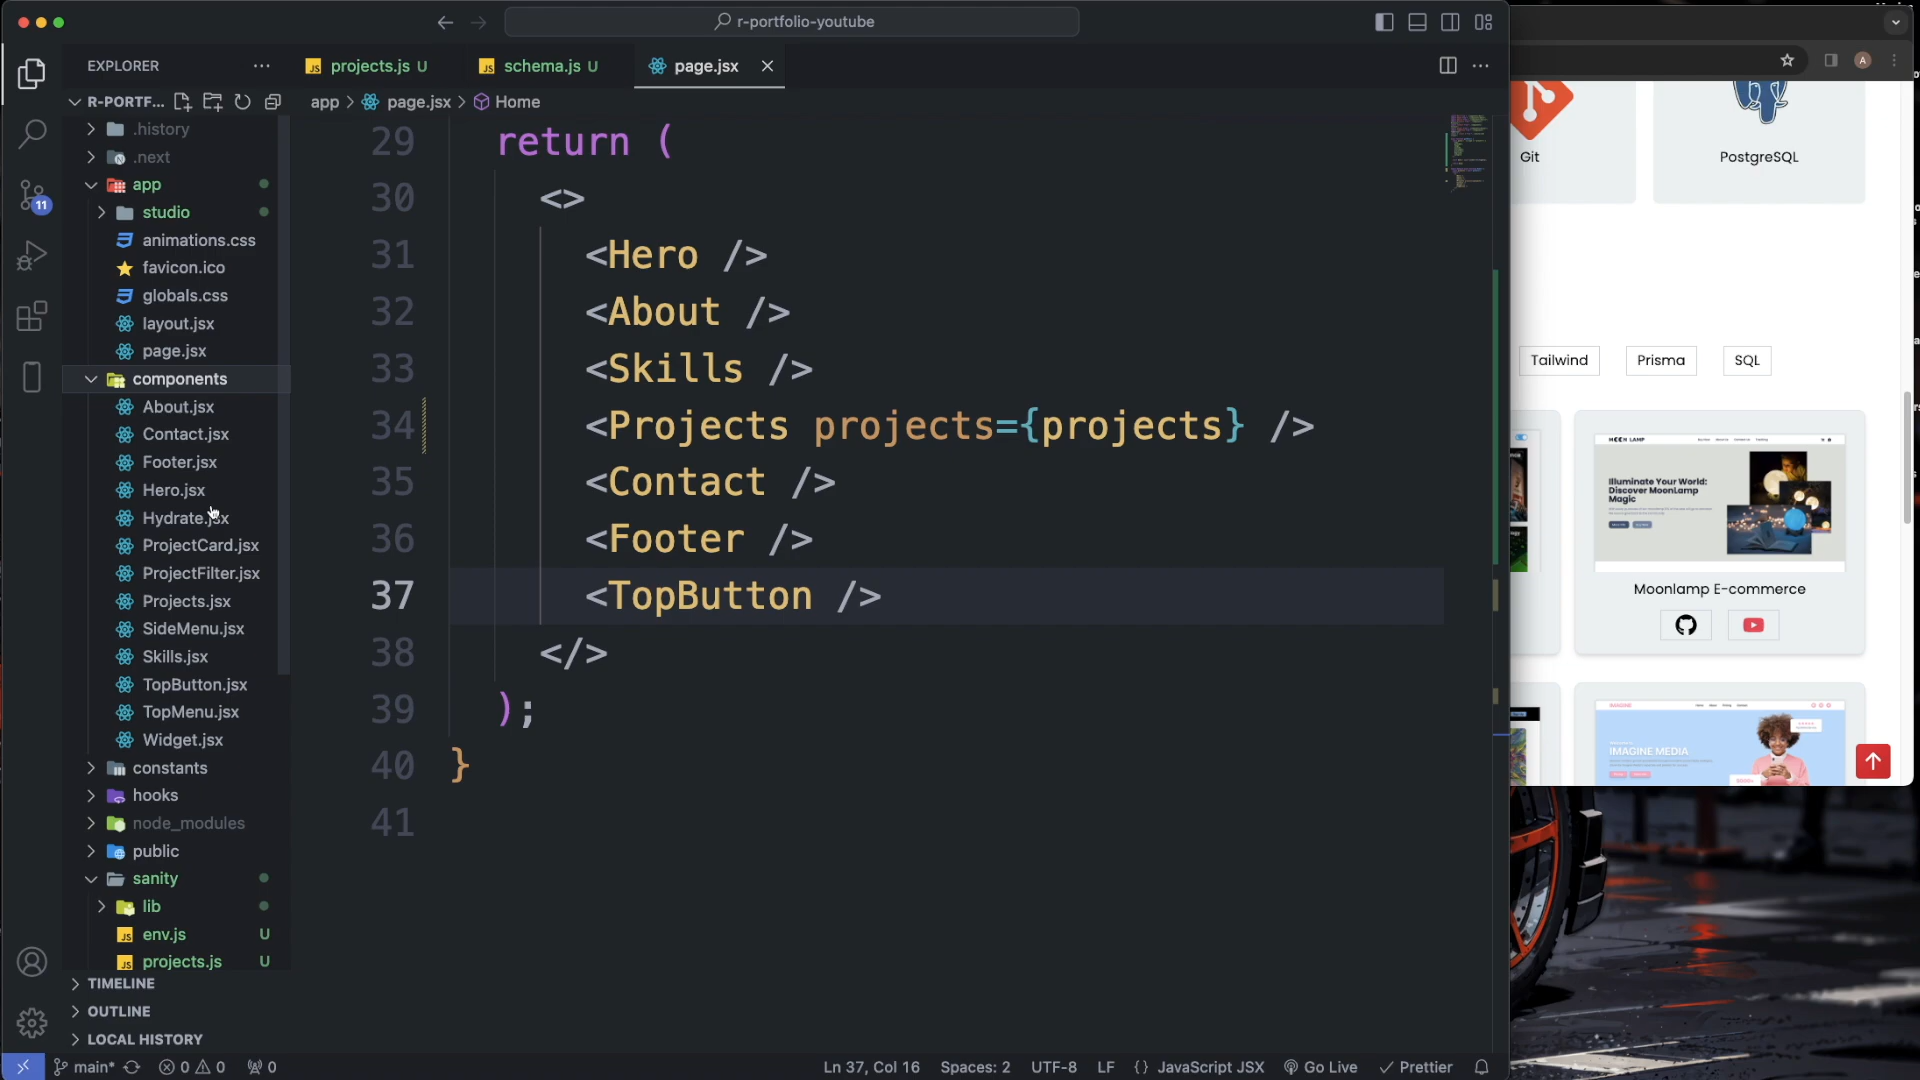 r-portfolio-youtube
EXPLORER
projects.js U
schema.js U
page.jsx
R-PORTF...
app > page.jsx > Home
.history
.next
app
studio
animations.css
favicon.ico
globals.css
layout.jsx
page.jsx
components
About.jsx
Contact.jsx
Footer.jsx
Hero.jsx
Hydrate.jsx
ProjectCard.jsx
ProjectFilter.jsx
Projects.jsx
SideMenu.jsx
Skills.jsx
TopButton.jsx
TopMenu.jsx
Widget.jsx
constants
hooks
node_modules
public
sanity
lib
env.js U
projects.js U
TIMELINE
OUTLINE
LOCAL HISTORY
11
29 return (
30 <>
31 <Hero />
32 <About />
33 <Skills />
34 <Projects projects={projects} />
35 <Contact />
36 <Footer />
37 <TopButton />
38 </>
39 );
40 }
41
main* 0 0 0
Ln 37, Col 16 Spaces: 2 UTF-8 LF {} JavaScript JSX Go Live Prettier
A
Git
PostgreSQL
Tailwind
Prisma
SQL
MOON LAMP
Illuminate Your World:
Discover MoonLamp
Magic
Moonlamp E-commerce
IMAGINE
IMAGINE MEDIA